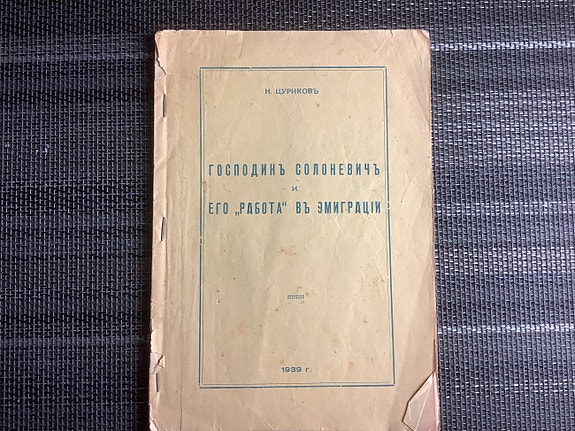 Н. ЦУРИКОВЪ
ГОСПОДИНЪ СОЛОНЕВИЧЪ
И
ЕГО „РАБОТА“ ВЪ ЭМИГРАЦІИ
1939 г.